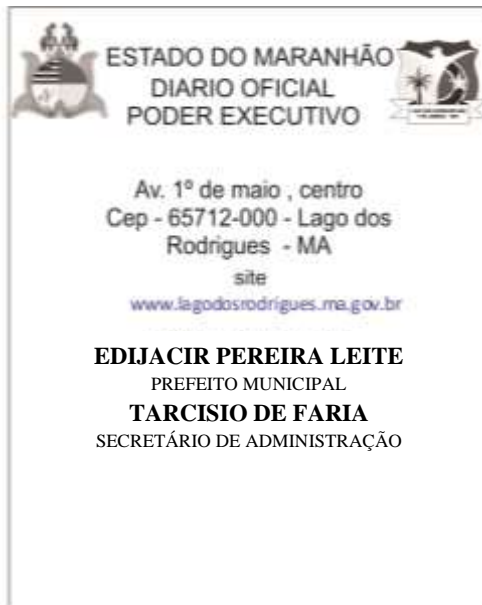 ESTADO DO MARANHÃO
DIARIO OFICIAL
PODER EXECUTIVO
Av. 1º de maio , centro
Cep - 65712-000 - Lago dos
Rodrigues - MA
site
www.lagodosrodrigues.ma.gov.br
EDIJACIR PEREIRA LEITE
PREFEITO MUNICIPAL
TARCISIO DE FARIA
SECRETÁRIO DE ADMINISTRAÇÃO